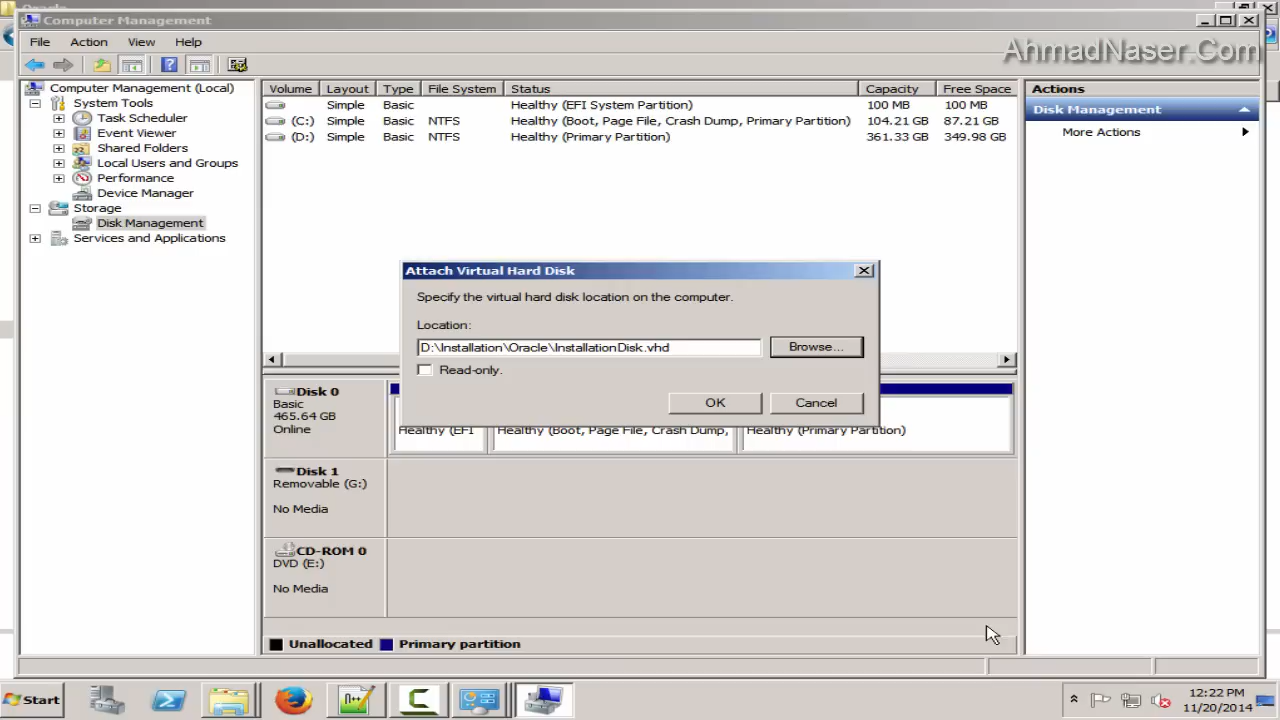 Oracle
Computer Management
File Action View Help
AhmadNaser.Com
Computer Management (Local)
System Tools
Task Scheduler
Event Viewer
Shared Folders
Local Users and Groups
Performance
Device Manager
Storage
Disk Management
Services and Applications
Volume Layout Type File System Status Capacity Free Space
Simple Basic Healthy (EFI System Partition) 100 MB 100 MB
(C:) Simple Basic NTFS Healthy (Boot, Page File, Crash Dump, Primary Partition) 104.21 GB 87.21 GB
(D:) Simple Basic NTFS Healthy (Primary Partition) 361.33 GB 349.98 GB
Actions
Disk Management
More Actions
Attach Virtual Hard Disk
Specify the virtual hard disk location on the computer.
Location:
D:\Installation\Oracle\InstallationDisk.vhd
Browse...
Read-only.
OK Cancel
Disk 0
Basic
465.64 GB
Online
Healthy (EFI Healthy (Boot, Page File, Crash Dump, Healthy (Primary Partition)
Disk 1
Removable (G:)
No Media
CD-ROM 0
DVD (E:)
No Media
Unallocated Primary partition
Start
12:22 PM
11/20/2014